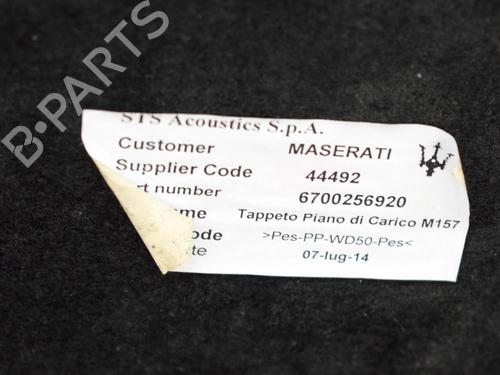 B-PARTS
STS Acoustics S.p.A.
Customer MASERATI
Supplier Code 44492
art number 6700256920
me Tappeto Piano di Carico M157
ode >Pes-PP-WD50-Pes<
te 07-lug-14